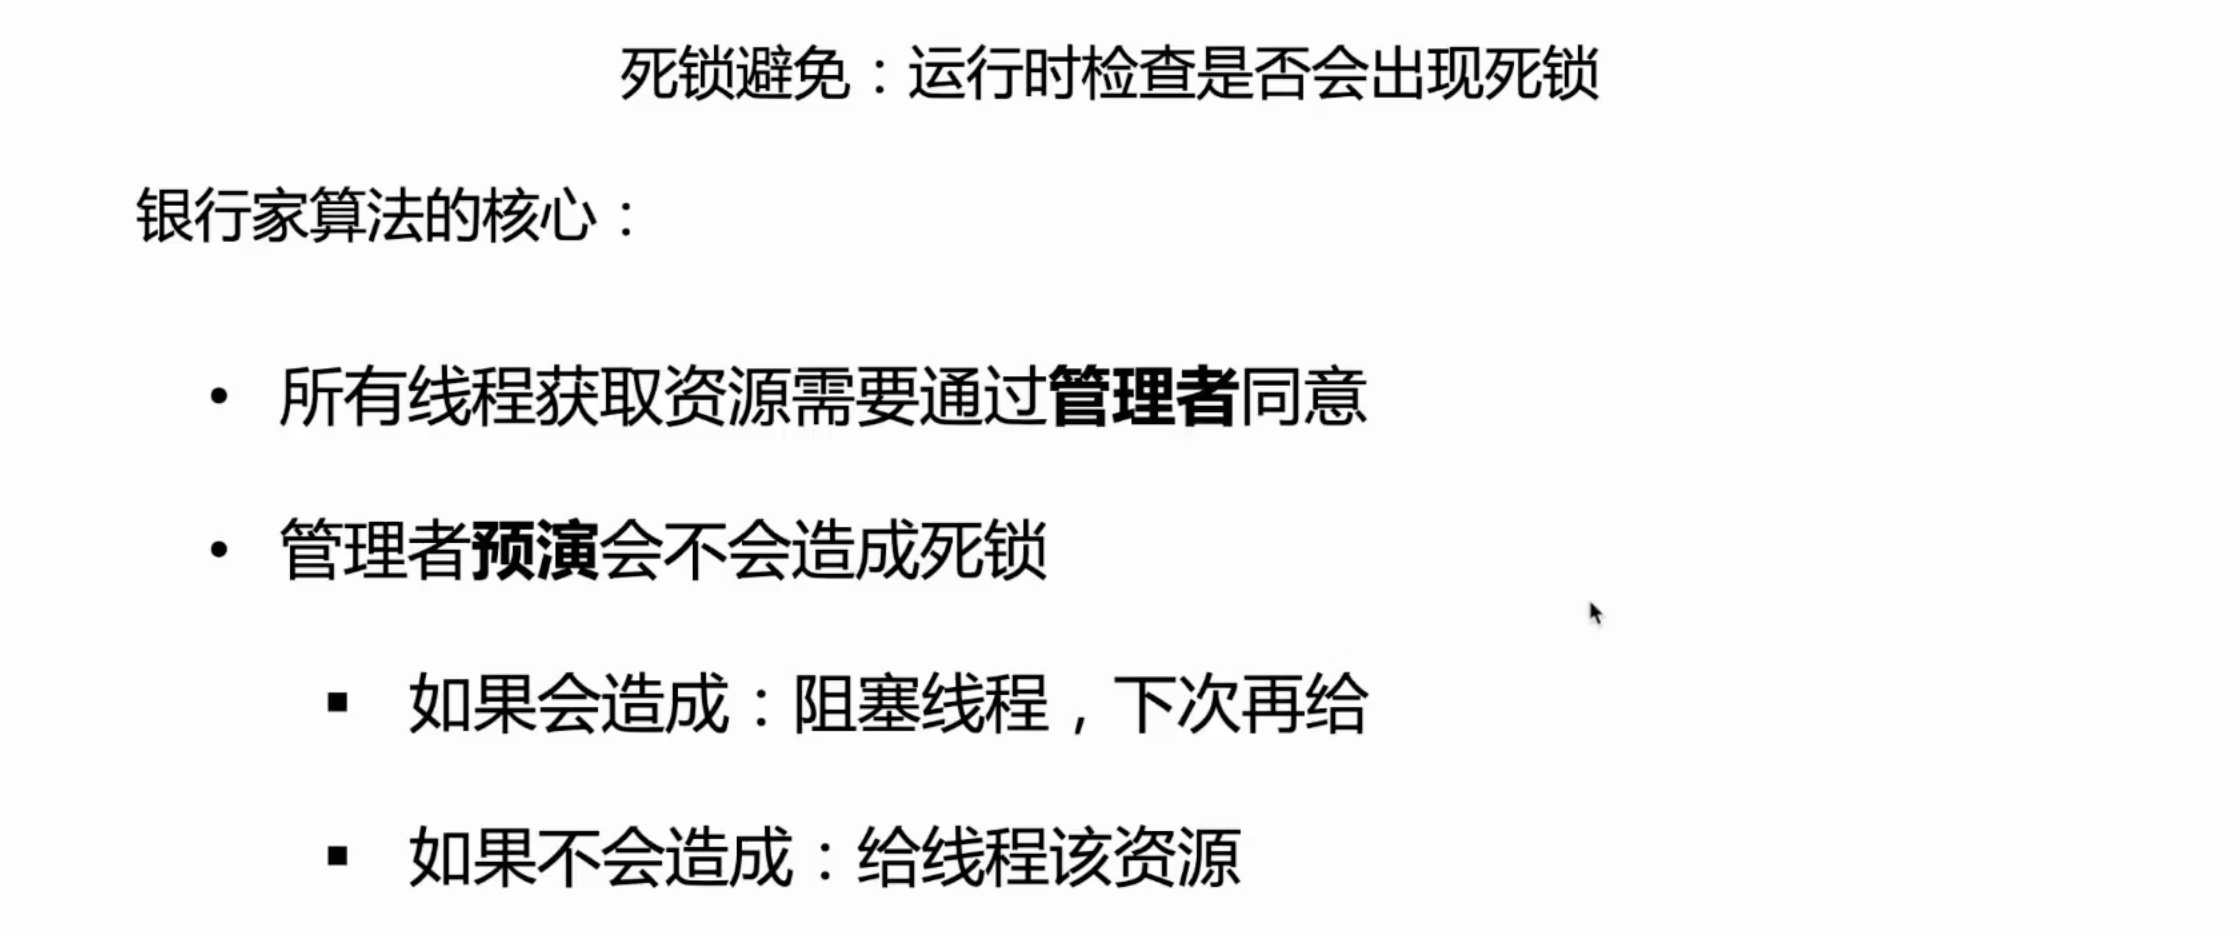 死锁避免：运行时检查是否会出现死锁
银行家算法的核心：
• 所有线程获取资源需要通过管理者同意
• 管理者预演会不会造成死锁
▪ 如果会造成：阻塞线程，下次再给
▪ 如果不会造成：给线程该资源